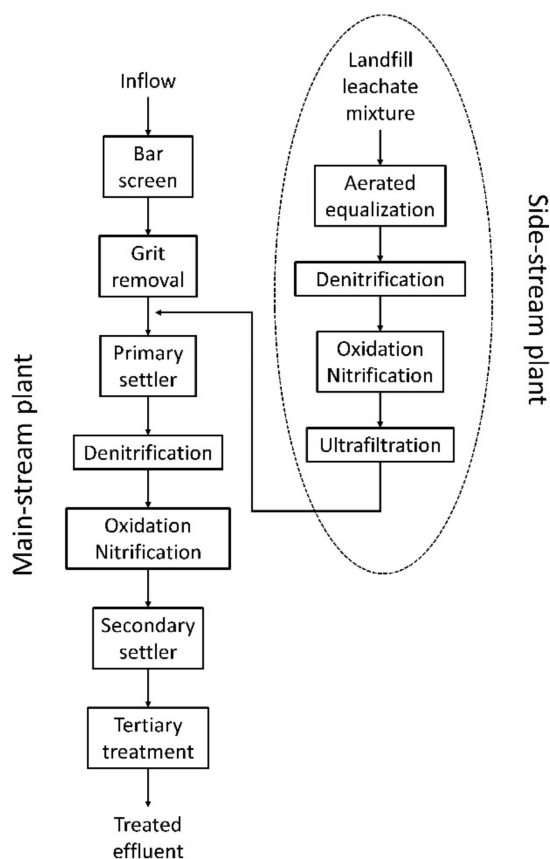 Main-stream plant
Inflow
Bar
screen
Grit
removal
Primary
settler
Denitrification
Oxidation
Nitrification
Secondary
settler
Tertiary
treatment
Treated
effluent
Landfill
leachate
mixture
Aerated
equalization
Denitrification
Oxidation
Nitrification
Ultrafiltration
Side-stream plant